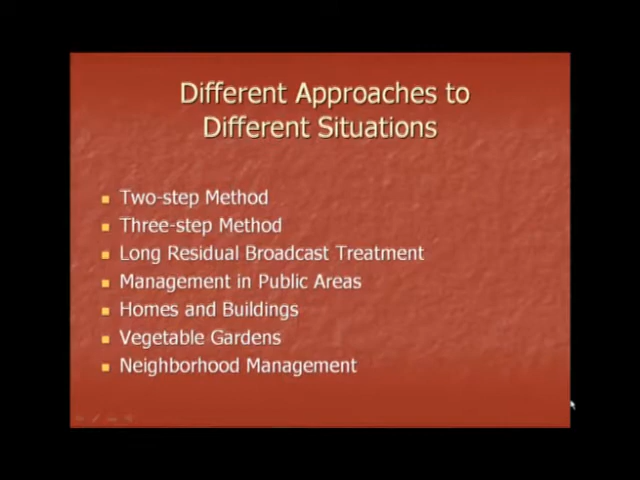 Different Approaches to
Different Situations
Two-step Method
Three-step Method
Long Residual Broadcast Treatment
Management in Public Areas
Homes and Buildings
Vegetable Gardens
Neighborhood Management